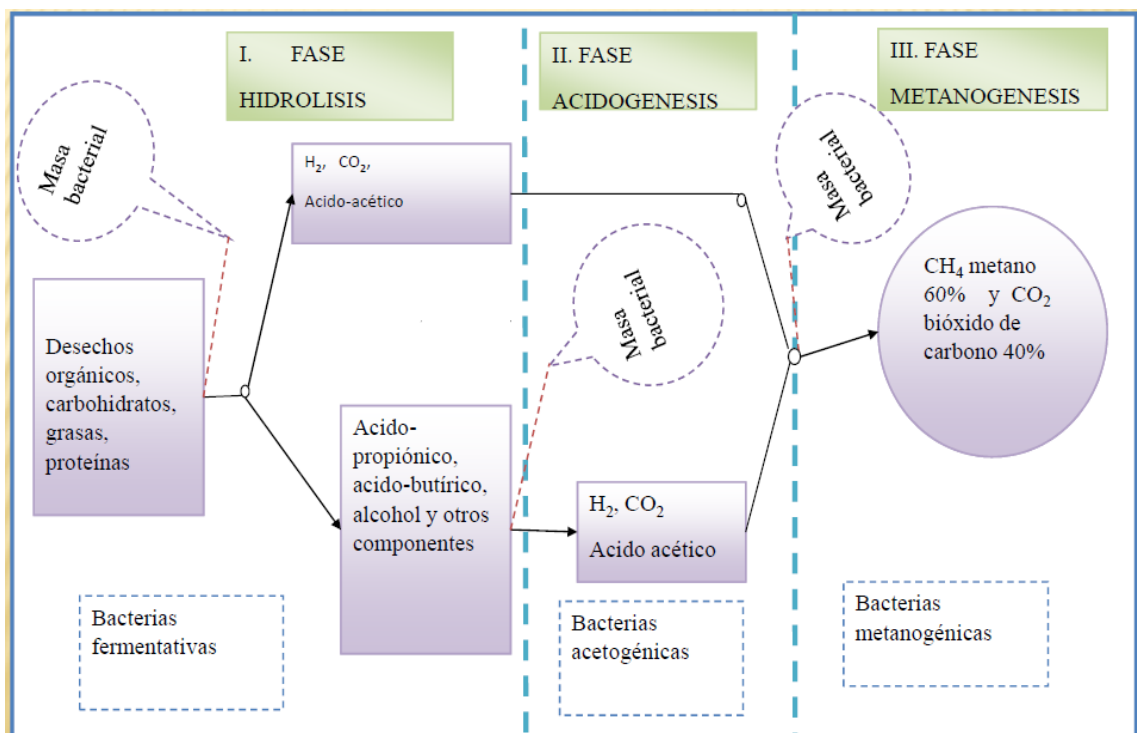 I. FASE
HIDROLISIS
II. FASE
ACIDOGENESIS
III. FASE
METANOGENESIS
Masa
bacterial
H₂, CO₂,
Acido-acético
Masa
bacterial
Masa
bacterial
CH₄ metano
60% y CO₂
bióxido de
carbono 40%
Desechos
orgánicos,
carbohidratos,
grasas,
proteínas
Acido-
propiónico,
acido-butírico,
alcohol y otros
componentes
H₂, CO₂
Acido acético
Bacterias
fermentativas
Bacterias
acetogénicas
Bacterias
metanogénicas